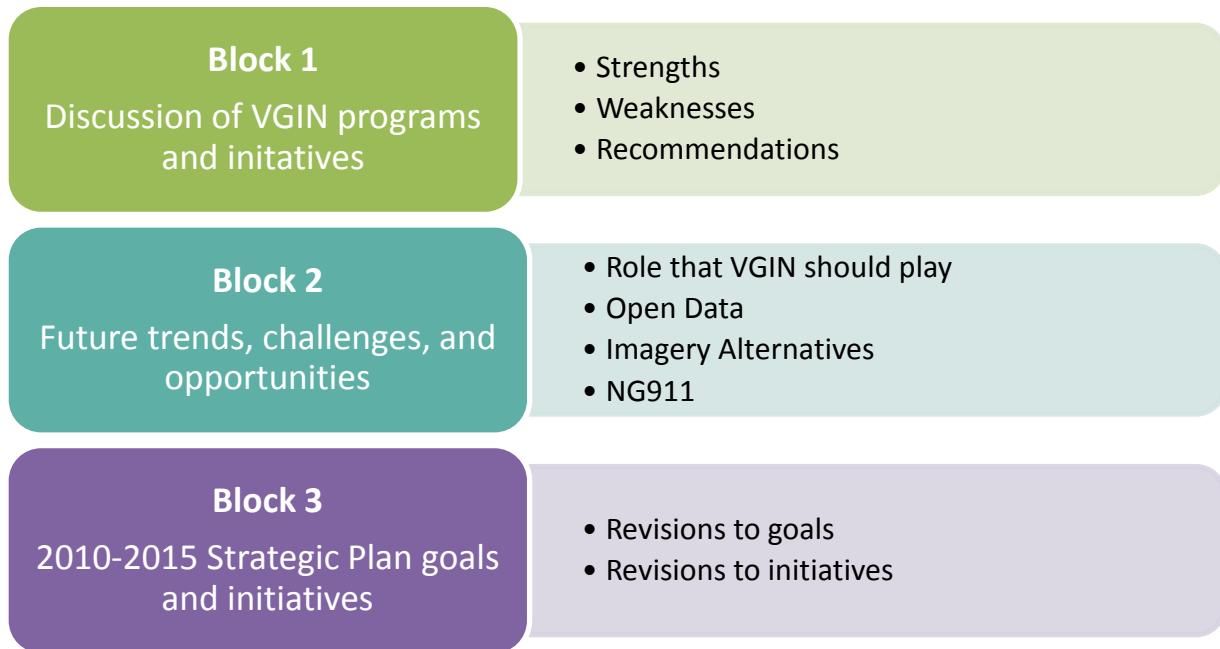 Block 1
Discussion of VGIN programs
and initatives
• Strengths
• Weaknesses
• Recommendations
Block 2
Future trends, challenges, and
opportunities
• Role that VGIN should play
• Open Data
• Imagery Alternatives
• NG911
Block 3
2010-2015 Strategic Plan goals
and initiatives
• Revisions to goals
• Revisions to initiatives